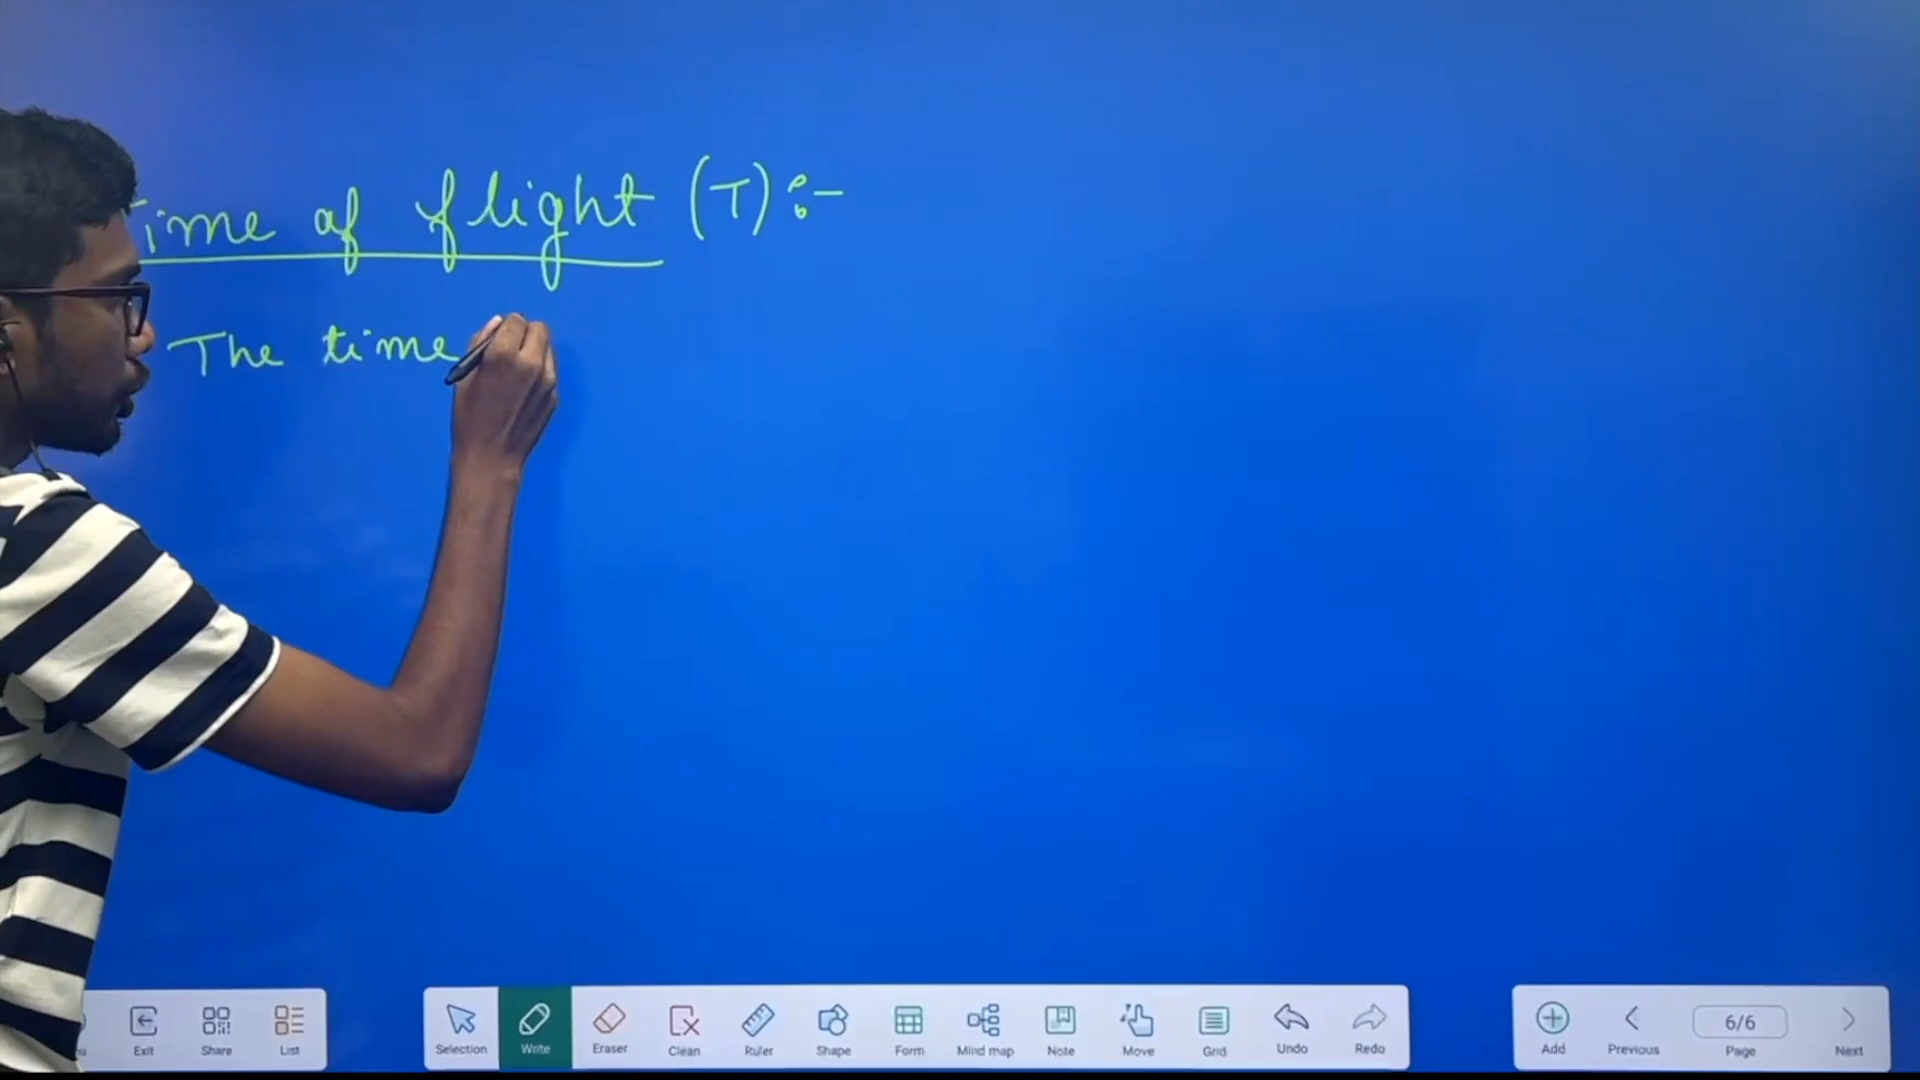 Time of flight (T):-
The time
Exit Share List Selection Write Eraser Clean Ruler Shape Form Mind map Note Move Grid Undo Redo Add Previous 6/6 Page Next